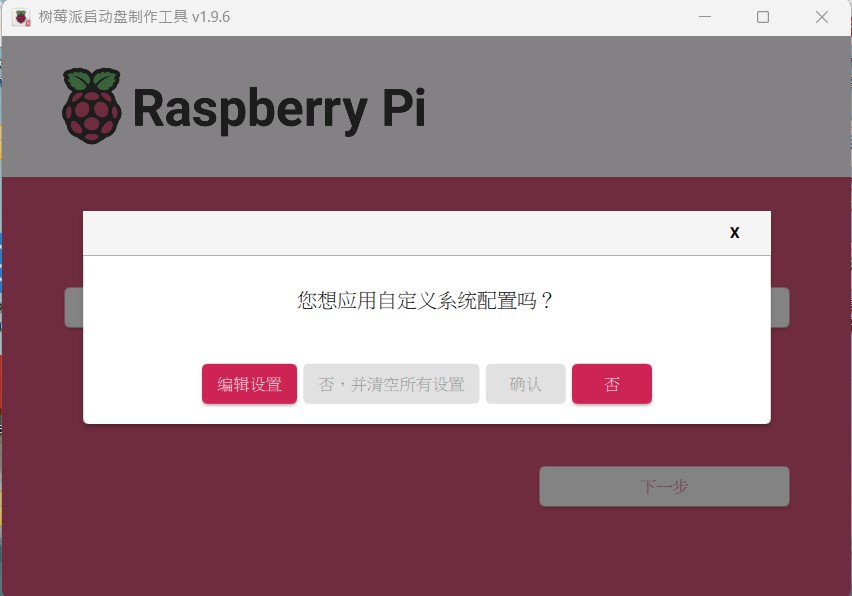 树莓派启动盘制作工具 v1.9.6
Raspberry Pi
X
您想应用自定义系统配置吗？
编辑设置 否，并清空所有设置 确认 否
下一步